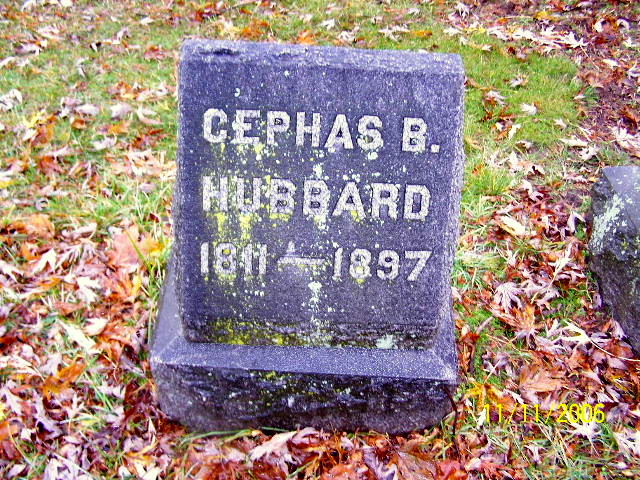 CEPHAS B.
HUBBARD
1811 — 1897
11/11/2006